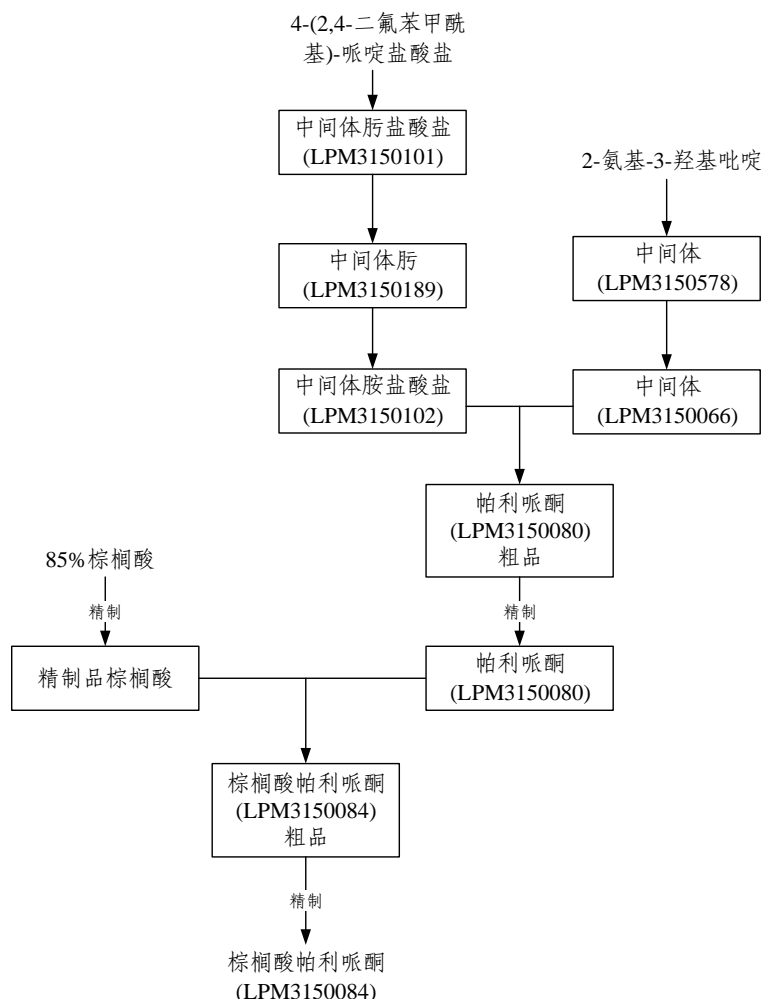 4-(2,4-二氟苯甲酰
基)-哌啶盐酸盐
中间体肟盐酸盐
(LPM3150101)
2-氨基-3-羟基吡啶
中间体肟
(LPM3150189)
中间体
(LPM3150578)
中间体胺盐酸盐
(LPM3150102)
中间体
(LPM3150066)
帕利哌酮
(LPM3150080)
粗品
85%棕榈酸
精制
精制
精制品棕榈酸
帕利哌酮
(LPM3150080)
棕榈酸帕利哌酮
(LPM3150084)
粗品
精制
棕榈酸帕利哌酮
(LPM3150084)